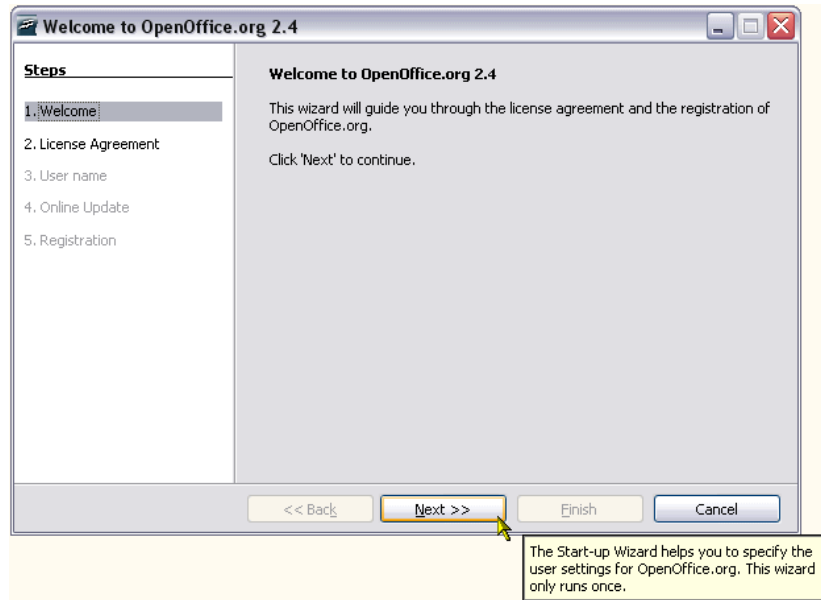 Welcome to OpenOffice.org 2.4
Steps
1. Welcome
2. License Agreement
3. User name
4. Online Update
5. Registration
Welcome to OpenOffice.org 2.4
This wizard will guide you through the license agreement and the registration of
OpenOffice.org.
Click 'Next' to continue.
<< Back
Next >>
Finish
Cancel
The Start-up Wizard helps you to specify the
user settings for OpenOffice.org. This wizard
only runs once.